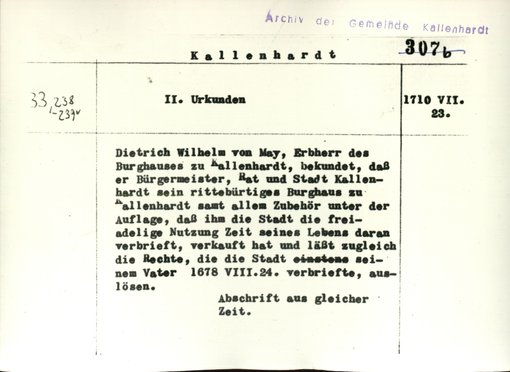 Archiv der Gemeinde Kallenhardt
307b
Kallenhardt
33,238
-239v
II. Urkunden
1710 VII.
23.
Dietrich Wilhelm von May, Erbherr des
Burghauses zu Kallenhardt, bekundet, daß
er Bürgermeister, Rat und Stadt Kallen-
hardt sein rittebürtiges Burghaus zu
Kallenhardt samt allem Zubehör unter der
Auflage, daß ihm die Stadt die frei-
adelige Nutzung Zeit seines Lebens daran
verbrieft, verkauft hat und läßt zugleich
die Rechte, die die Stadt einstens sei-
nem Vater 1678 VIII.24. verbriefte, aus-
lösen.
Abschrift aus gleicher
Zeit.